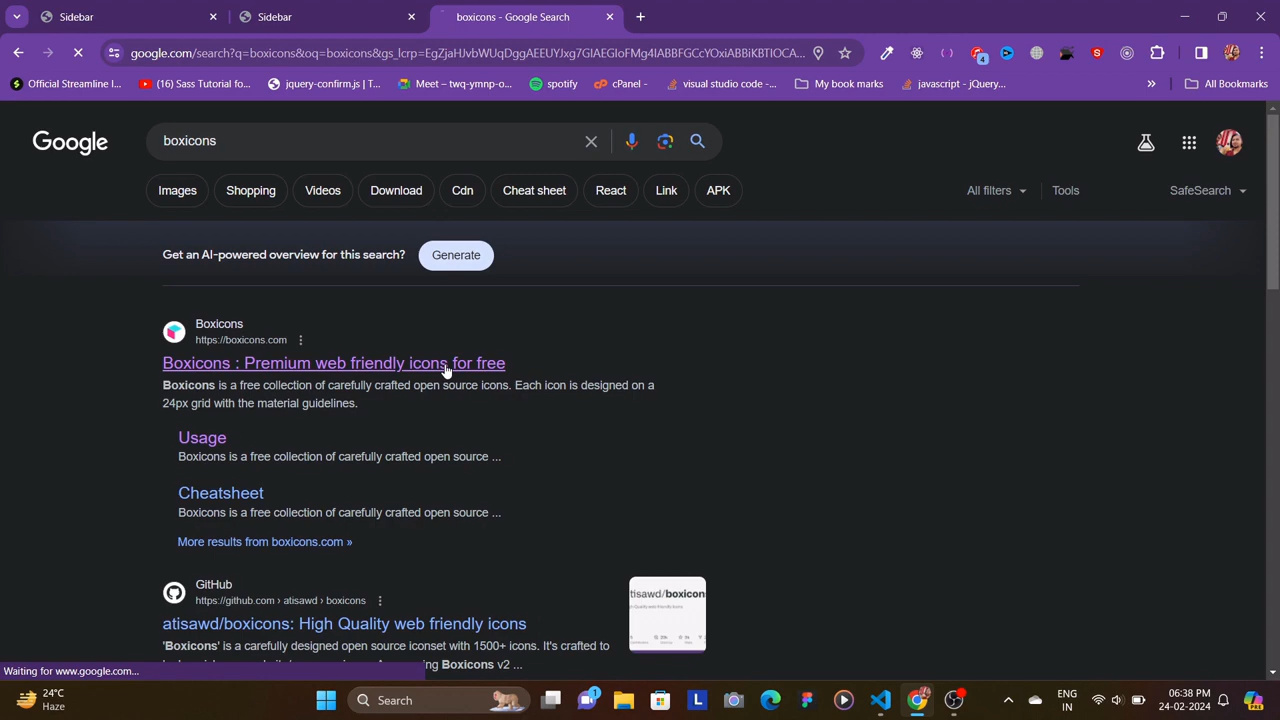 Sidebar
Sidebar
boxicons - Google Search
google.com/search?q=boxicons&oq=boxicons&gs_lcrp=EgZjaHJvbWUqDggAEEUYJxg7GIAEGIoFMg4IABBFGCcYOxiABBiKBTIOCA...
4
Official Streamline I...
(16) Sass Tutorial fo...
jquery-confirm.js | T...
Meet – twq-ymnp-o...
spotify
cPanel -
visual studio code -...
My book marks
javascript - jQuery...
»
All Bookmarks
Google
boxicons
Images
Shopping
Videos
Download
Cdn
Cheat sheet
React
Link
APK
All filters
Tools
SafeSearch
Get an AI-powered overview for this search?
Generate
Boxicons
https://boxicons.com
Boxicons : Premium web friendly icons for free
Boxicons is a free collection of carefully crafted open source icons. Each icon is designed on a
24px grid with the material guidelines.
Usage
Boxicons is a free collection of carefully crafted open source ...
Cheatsheet
Boxicons is a free collection of carefully crafted open source ...
More results from boxicons.com »
GitHub
https://github.com › atisawd › boxicons
atisawd/boxicons: High Quality web friendly icons
'Boxicons' is a carefully designed open source iconset with 1500+ icons. It's crafted to
tisawd/boxicons
Boxicons v2 ...
Waiting for www.google.com...
24°C
Haze
Search
1
L
ENG
IN
06:38 PM
24-02-2024